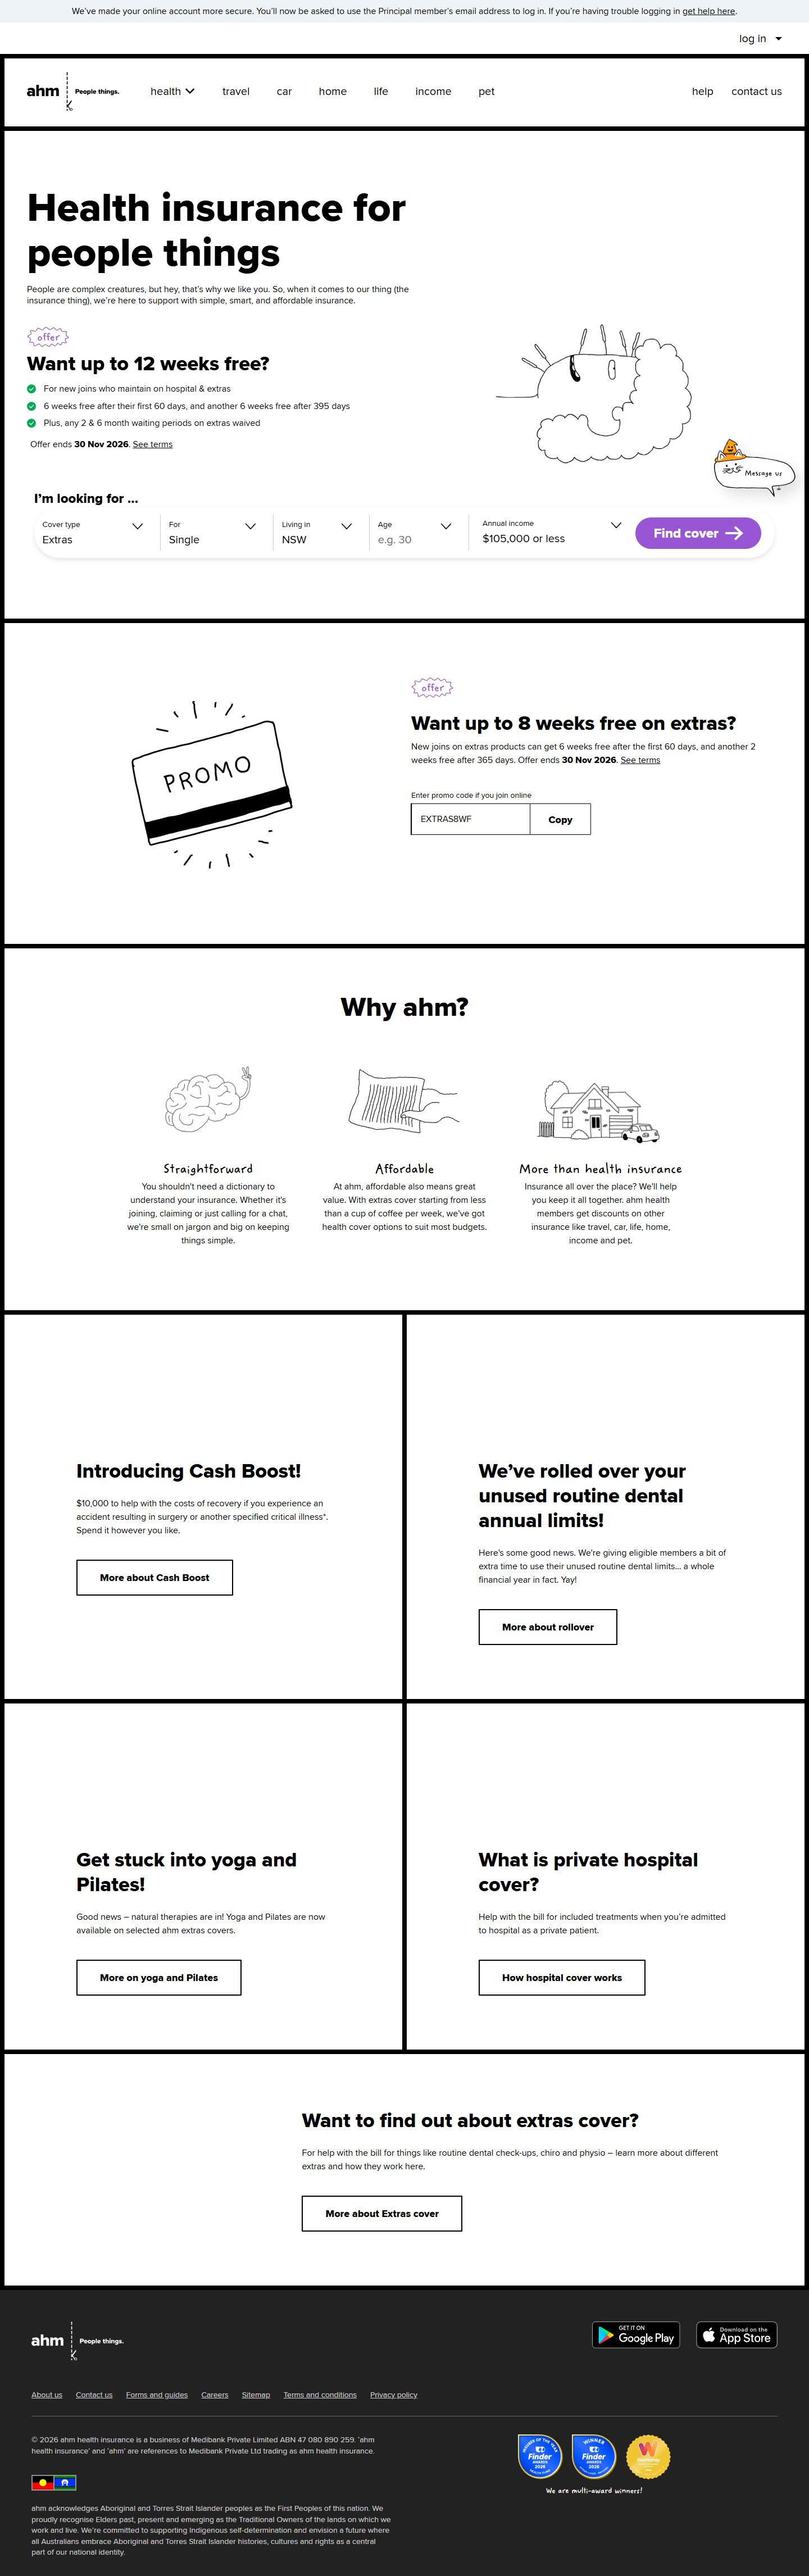 We've made your online account more secure. You'll now be asked to use the Principal member's email address to log in. If you're having trouble logging in get help here.
log in
ahm People things.
health travel car home life income pet help contact us
Health insurance for
people things
People are complex creatures, but hey, that's why we like you. So, when it comes to our thing (the
insurance thing), we're here to support with simple, smart, and affordable insurance.
offer
Want up to 12 weeks free?
For new joins who maintain on hospital & extras
6 weeks free after their first 60 days, and another 6 weeks free after 395 days
Plus, any 2 & 6 month waiting periods on extras waived
Offer ends 30 Nov 2026. See terms
Message us
I'm looking for ...
Cover type For Living in Age Annual income
Extras Single NSW e.g. 30 $105,000 or less
Find cover
PROMO
offer
Want up to 8 weeks free on extras?
New joins on extras products can get 6 weeks free after the first 60 days, and another 2
weeks free after 365 days. Offer ends 30 Nov 2026. See terms
Enter promo code if you join online
EXTRAS8WF Copy
Why ahm?
Straightforward
You shouldn't need a dictionary to
understand your insurance. Whether it's
joining, claiming or just calling for a chat,
we're small on jargon and big on keeping
things simple.
Affordable
At ahm, affordable also means great
value. With extras cover starting from less
than a cup of coffee per week, we've got
health cover options to suit most budgets.
More than health insurance
Insurance all over the place? We'll help
you keep it all together. ahm health
members get discounts on other
insurance like travel, car, life, home,
income and pet.
Introducing Cash Boost!
$10,000 to help with the costs of recovery if you experience an
accident resulting in surgery or another specified critical illness*.
Spend it however you like.
More about Cash Boost
We've rolled over your
unused routine dental
annual limits!
Here's some good news. We're giving eligible members a bit of
extra time to use their unused routine dental limits... a whole
financial year in fact. Yay!
More about rollover
Get stuck into yoga and
Pilates!
Good news – natural therapies are in! Yoga and Pilates are now
available on selected ahm extras covers.
More on yoga and Pilates
What is private hospital
cover?
Help with the bill for included treatments when you're admitted
to hospital as a private patient.
How hospital cover works
Want to find out about extras cover?
For help with the bill for things like routine dental check-ups, chiro and physio – learn more about different
extras and how they work here.
More about Extras cover
ahm People things.
GET IT ON
Google Play
Download on the
App Store
About us Contact us Forms and guides Careers Sitemap Terms and conditions Privacy policy
© 2026 ahm health insurance is a business of Medibank Private Limited ABN 47 080 890 259. 'ahm
health insurance' and 'ahm' are references to Medibank Private Ltd trading as ahm health insurance.
Finder
AWARDS
2026
WINNER
Finder
AWARDS
2026
We are multi-award winners!
ahm acknowledges Aboriginal and Torres Strait Islander peoples as the First Peoples of this nation. We
proudly recognise Elders past, present and emerging as the Traditional Owners of the lands on which we
work and live. We're committed to supporting Indigenous self-determination and envision a future where
all Australians embrace Aboriginal and Torres Strait Islander histories, cultures and rights as a central
part of our national identity.